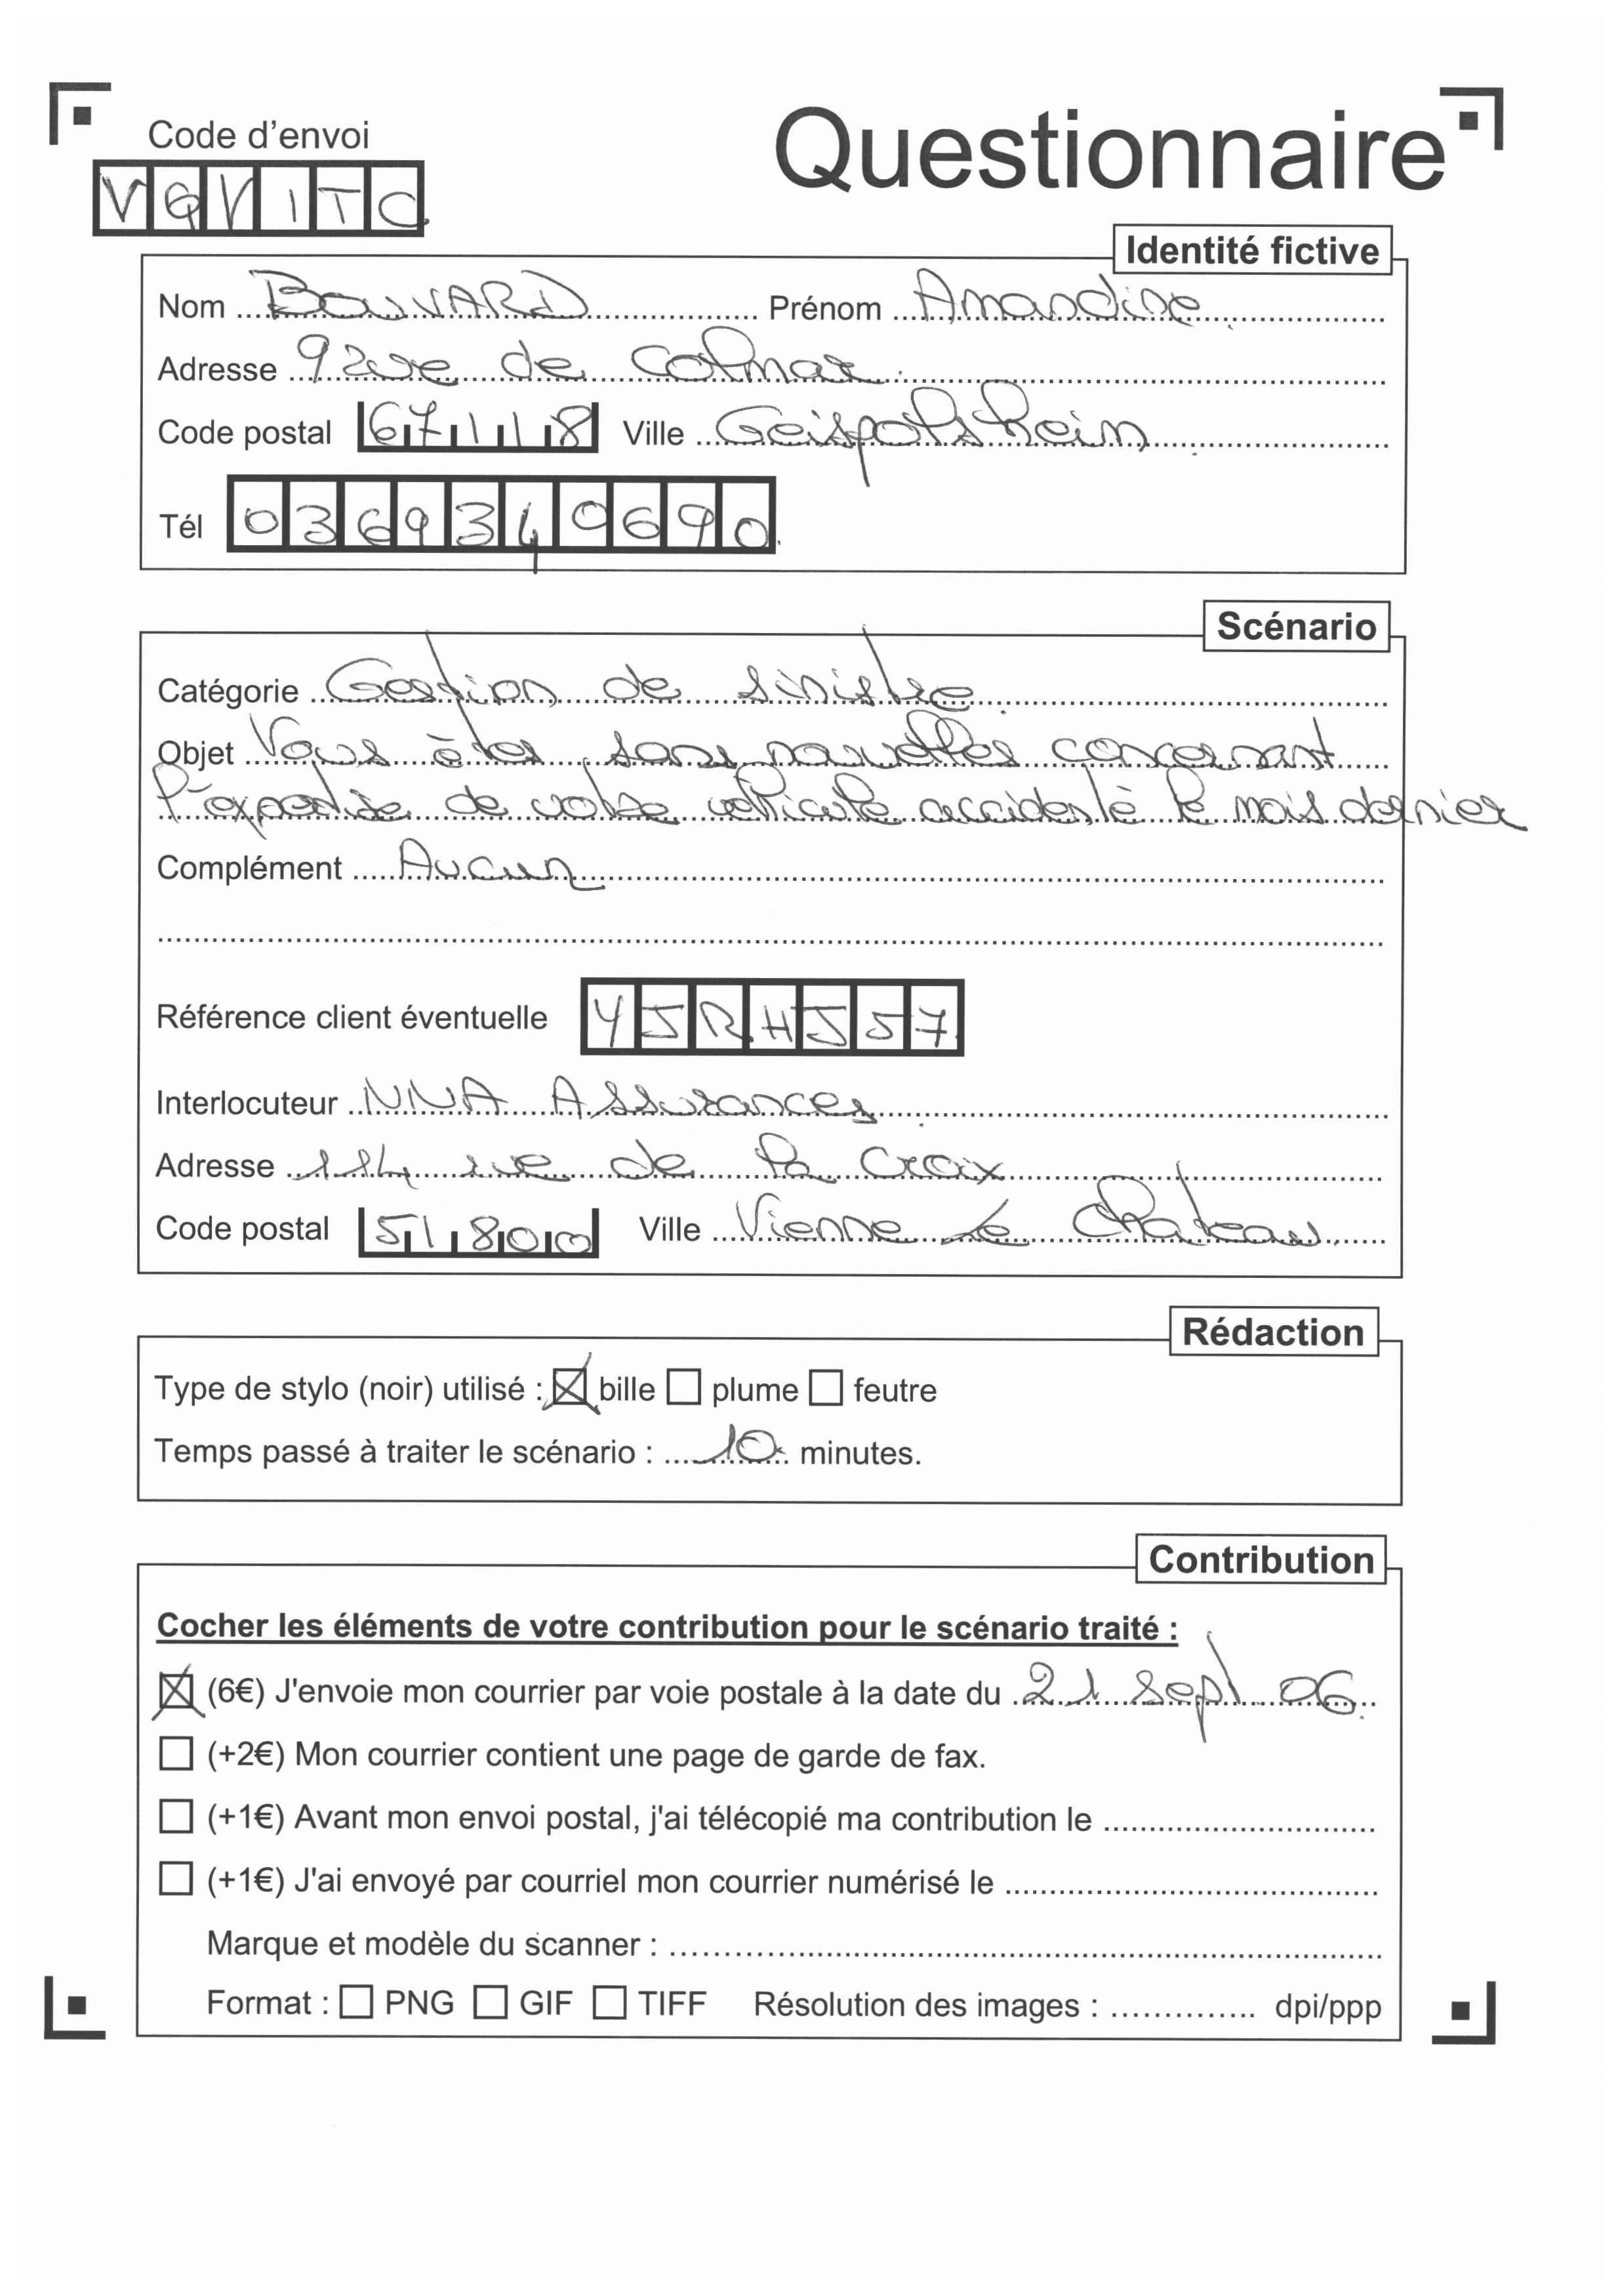 Code d'envoi
Questionnaire
VQVITC
Identité fictive
Nom BOUVARD Prénom Amandine
Adresse 9 rue de Colmar
Code postal 67118 Ville Geispolsheim
Tél 0369340690
Scénario
Catégorie Gestion de sinistre
Objet Vous êtes sans nouvelles concernant
l'expertise de votre véhicule accidenté le mois dernier
Complément Aucun
Référence client éventuelle YJRHJ57
Interlocuteur NNA Assurances
Adresse 114 rue de la Croix
Code postal 51800 Ville Vienne Le Chateau
Rédaction
Type de stylo (noir) utilisé : bille plume feutre
Temps passé à traiter le scénario : 10 minutes.
Contribution
Cocher les éléments de votre contribution pour le scénario traité :
(6€) J'envoie mon courrier par voie postale à la date du 21 sept 06
(+2€) Mon courrier contient une page de garde de fax.
(+1€) Avant mon envoi postal, j'ai télécopié ma contribution le
(+1€) J'ai envoyé par courriel mon courrier numérisé le
Marque et modèle du scanner :
Format : PNG GIF TIFF Résolution des images : dpi/ppp